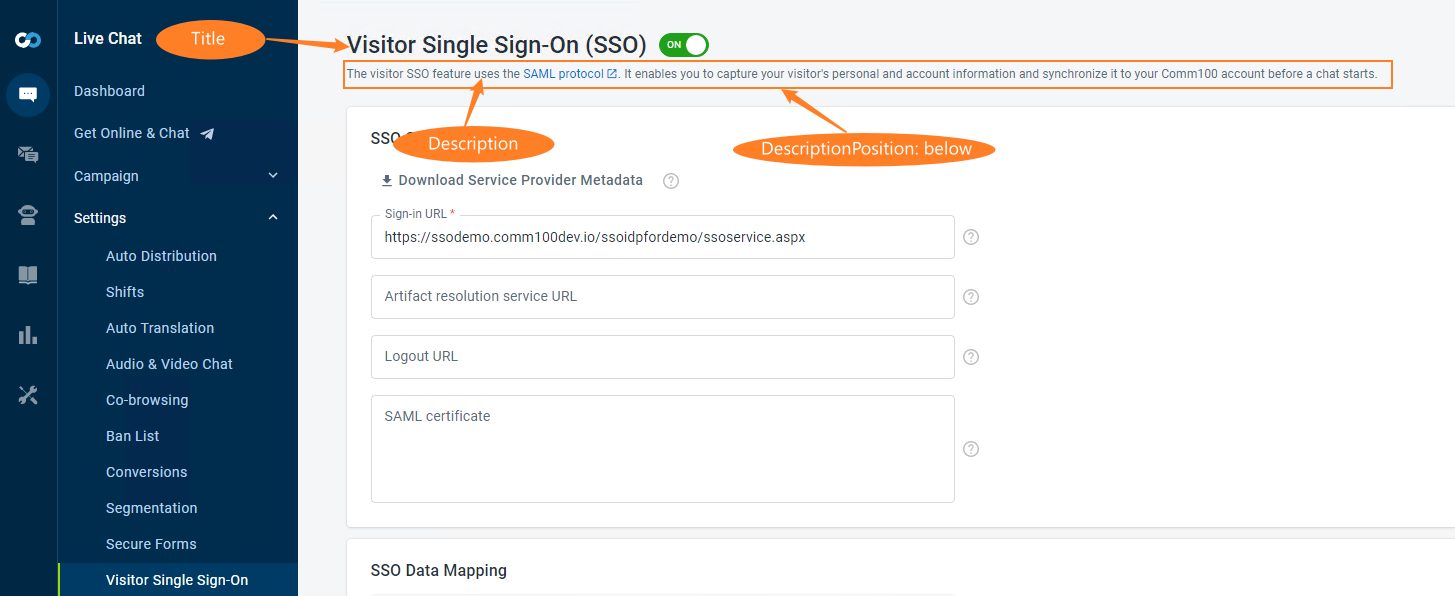 Live Chat
Dashboard
Get Online & Chat
Campaign
Settings
Auto Distribution
Shifts
Auto Translation
Audio & Video Chat
Co-browsing
Ban List
Conversions
Segmentation
Secure Forms
Visitor Single Sign-On
Title
Visitor Single Sign-On (SSO) ON
The visitor SSO feature uses the SAML protocol. It enables you to capture your visitor's personal and account information and synchronize it to your Comm100 account before a chat starts.
Description
DescriptionPosition: below
SSO
Download Service Provider Metadata ?
Sign-in URL *
https://ssodemo.comm100dev.io/ssoidpfordemo/ssoservice.aspx ?
Artifact resolution service URL ?
Logout URL ?
SAML certificate ?
SSO Data Mapping